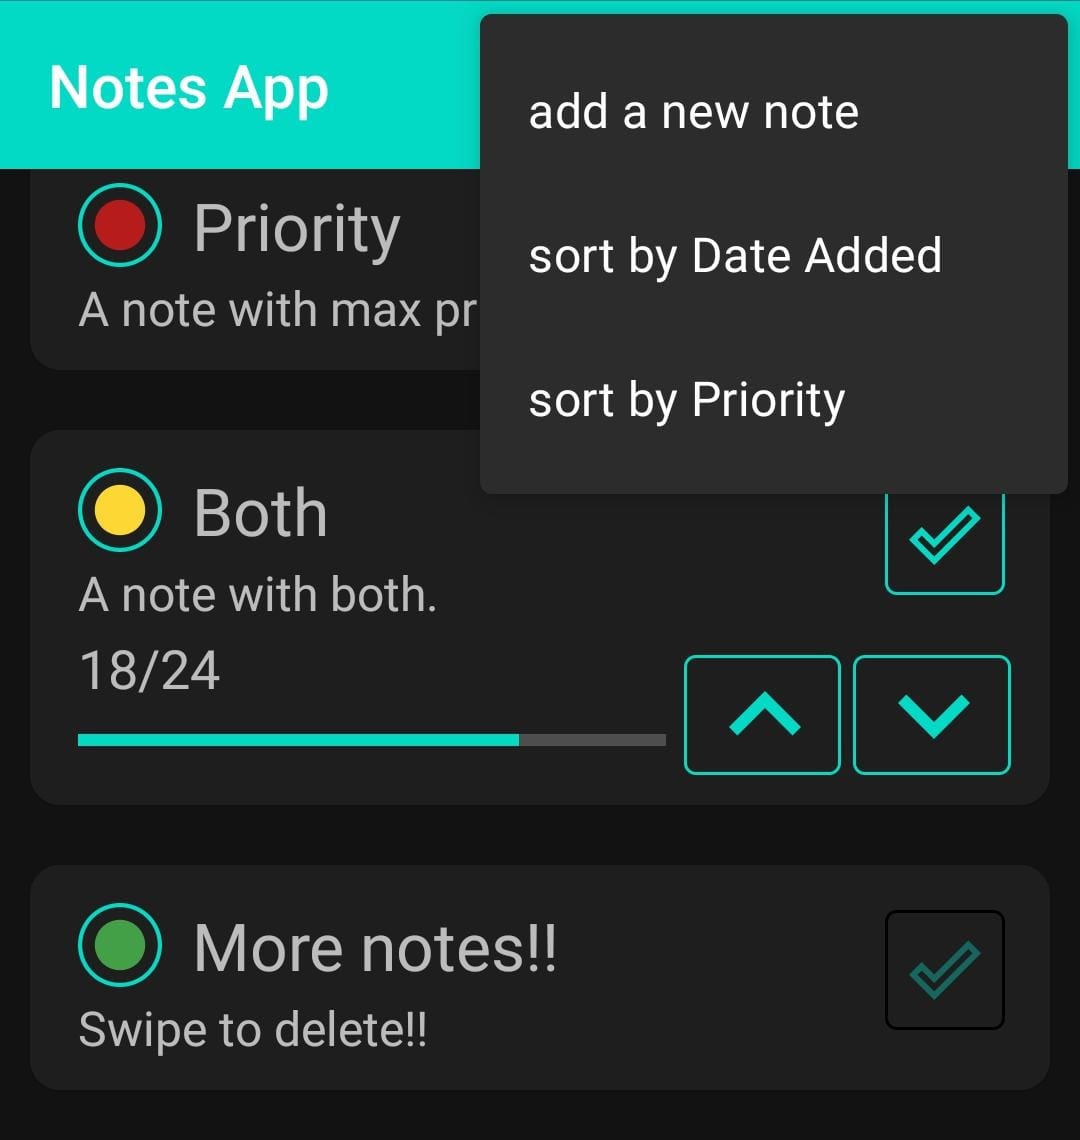 Notes App
add a new note
sort by Date Added
sort by Priority
Priority
A note with max pr
Both
A note with both.
18/24
More notes!!
Swipe to delete!!